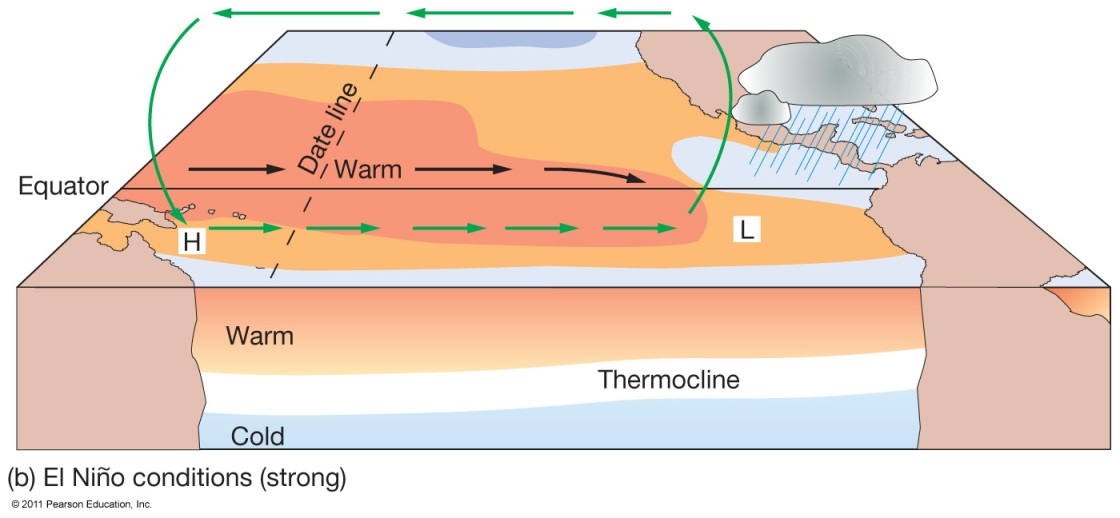 Date line
Warm
Equator
H
L
Warm
Thermocline
Cold
(b) El Niño conditions (strong)
© 2011 Pearson Education, Inc.